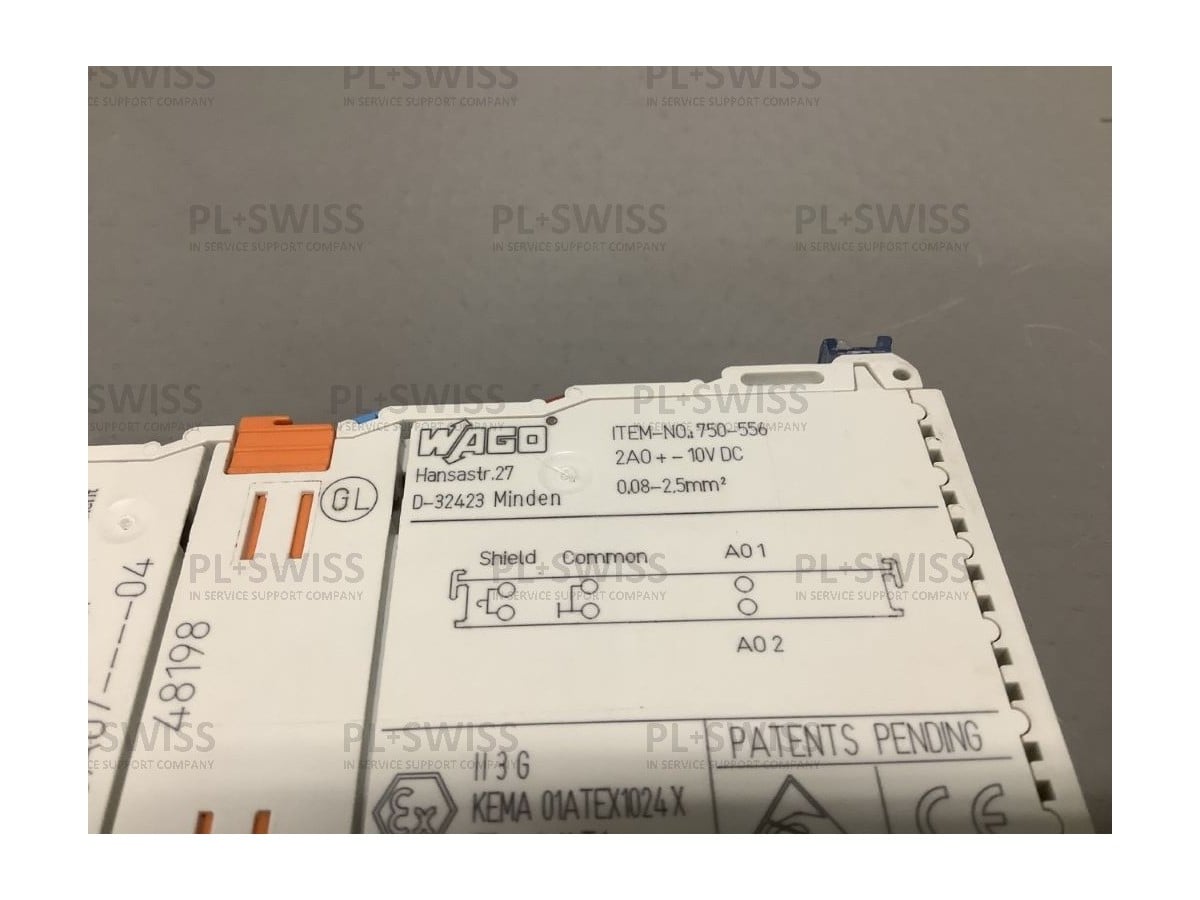 WAGO®
Hansastr.27
D-32423 Minden
ITEM-NO.:750-556
2AO +-10V DC
0,08-2,5mm²
GL
Shield Common AO 1
AO 2
48198
----04
II 3 G
KEMA 01ATEX1024 X
Ex
PATENTS PENDING
CE
PL+SWISS
IN SERVICE SUPPORT COMPANY